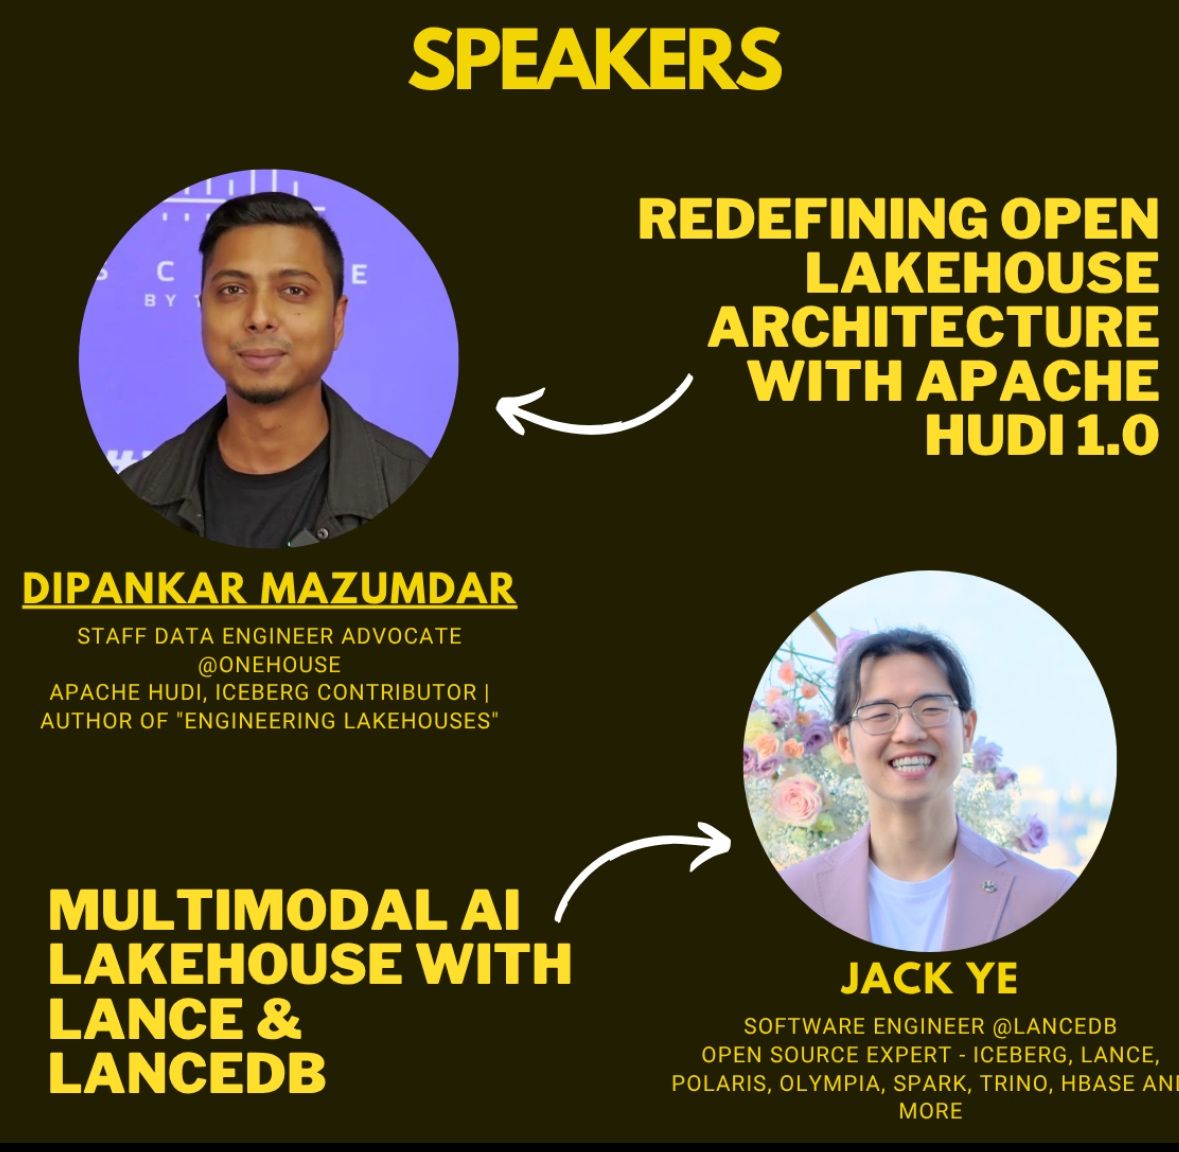 SPEAKERS
REDEFINING OPEN
LAKEHOUSE
ARCHITECTURE
WITH APACHE
HUDI 1.0
DIPANKAR MAZUMDAR
STAFF DATA ENGINEER ADVOCATE
@ONEHOUSE
APACHE HUDI, ICEBERG CONTRIBUTOR |
AUTHOR OF "ENGINEERING LAKEHOUSES"
MULTIMODAL AI
LAKEHOUSE WITH
LANCE &
LANCEDB
JACK YE
SOFTWARE ENGINEER @LANCEDB
OPEN SOURCE EXPERT - ICEBERG, LANCE,
POLARIS, OLYMPIA, SPARK, TRINO, HBASE AN
MORE